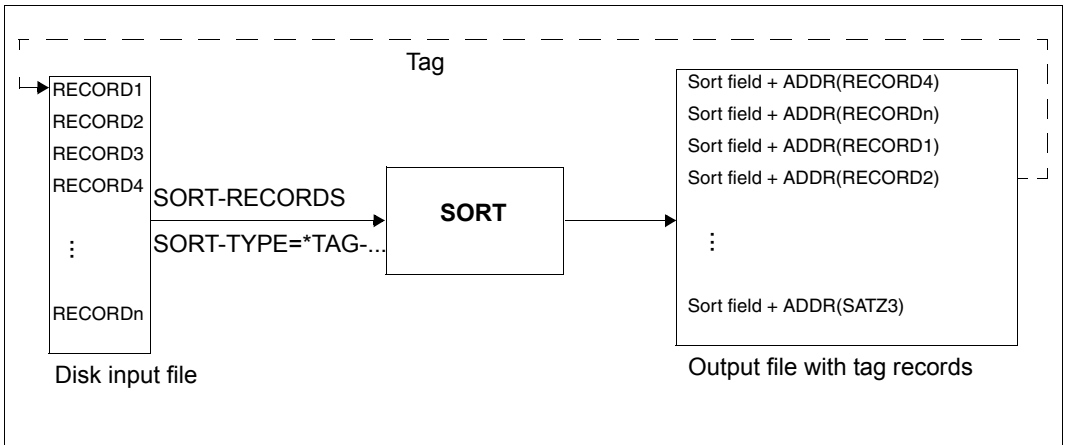 Tag
RECORD1
RECORD2
RECORD3
RECORD4
⋮
RECORDn
Disk input file
SORT-RECORDS
SORT-TYPE=*TAG-...
SORT
Sort field + ADDR(RECORD4)
Sort field + ADDR(RECORDn)
Sort field + ADDR(RECORD1)
Sort field + ADDR(RECORD2)
⋮
Sort field + ADDR(SATZ3)
Output file with tag records